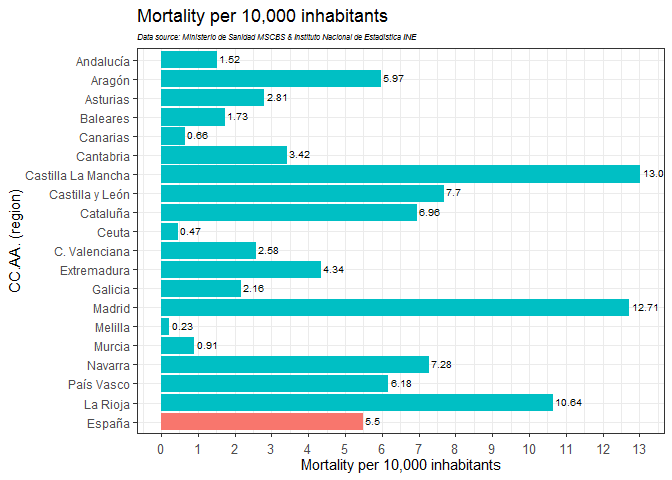 Mortality per 10,000 inhabitants
Data source: Ministerio de Sanidad MSCBS & Instituto Nacional de Estadística INE
Andalucía 1.52
Aragón 5.97
Asturias 2.81
Baleares 1.73
Canarias 0.66
Cantabria 3.42
Castilla La Mancha 13.0
Castilla y León 7.7
Cataluña 6.96
Ceuta 0.47
C. Valenciana 2.58
Extremadura 4.34
Galicia 2.16
Madrid 12.71
Melilla 0.23
Murcia 0.91
Navarra 7.28
País Vasco 6.18
La Rioja 10.64
España 5.5
CC.AA. (region)
0 1 2 3 4 5 6 7 8 9 10 11 12 13
Mortality per 10,000 inhabitants